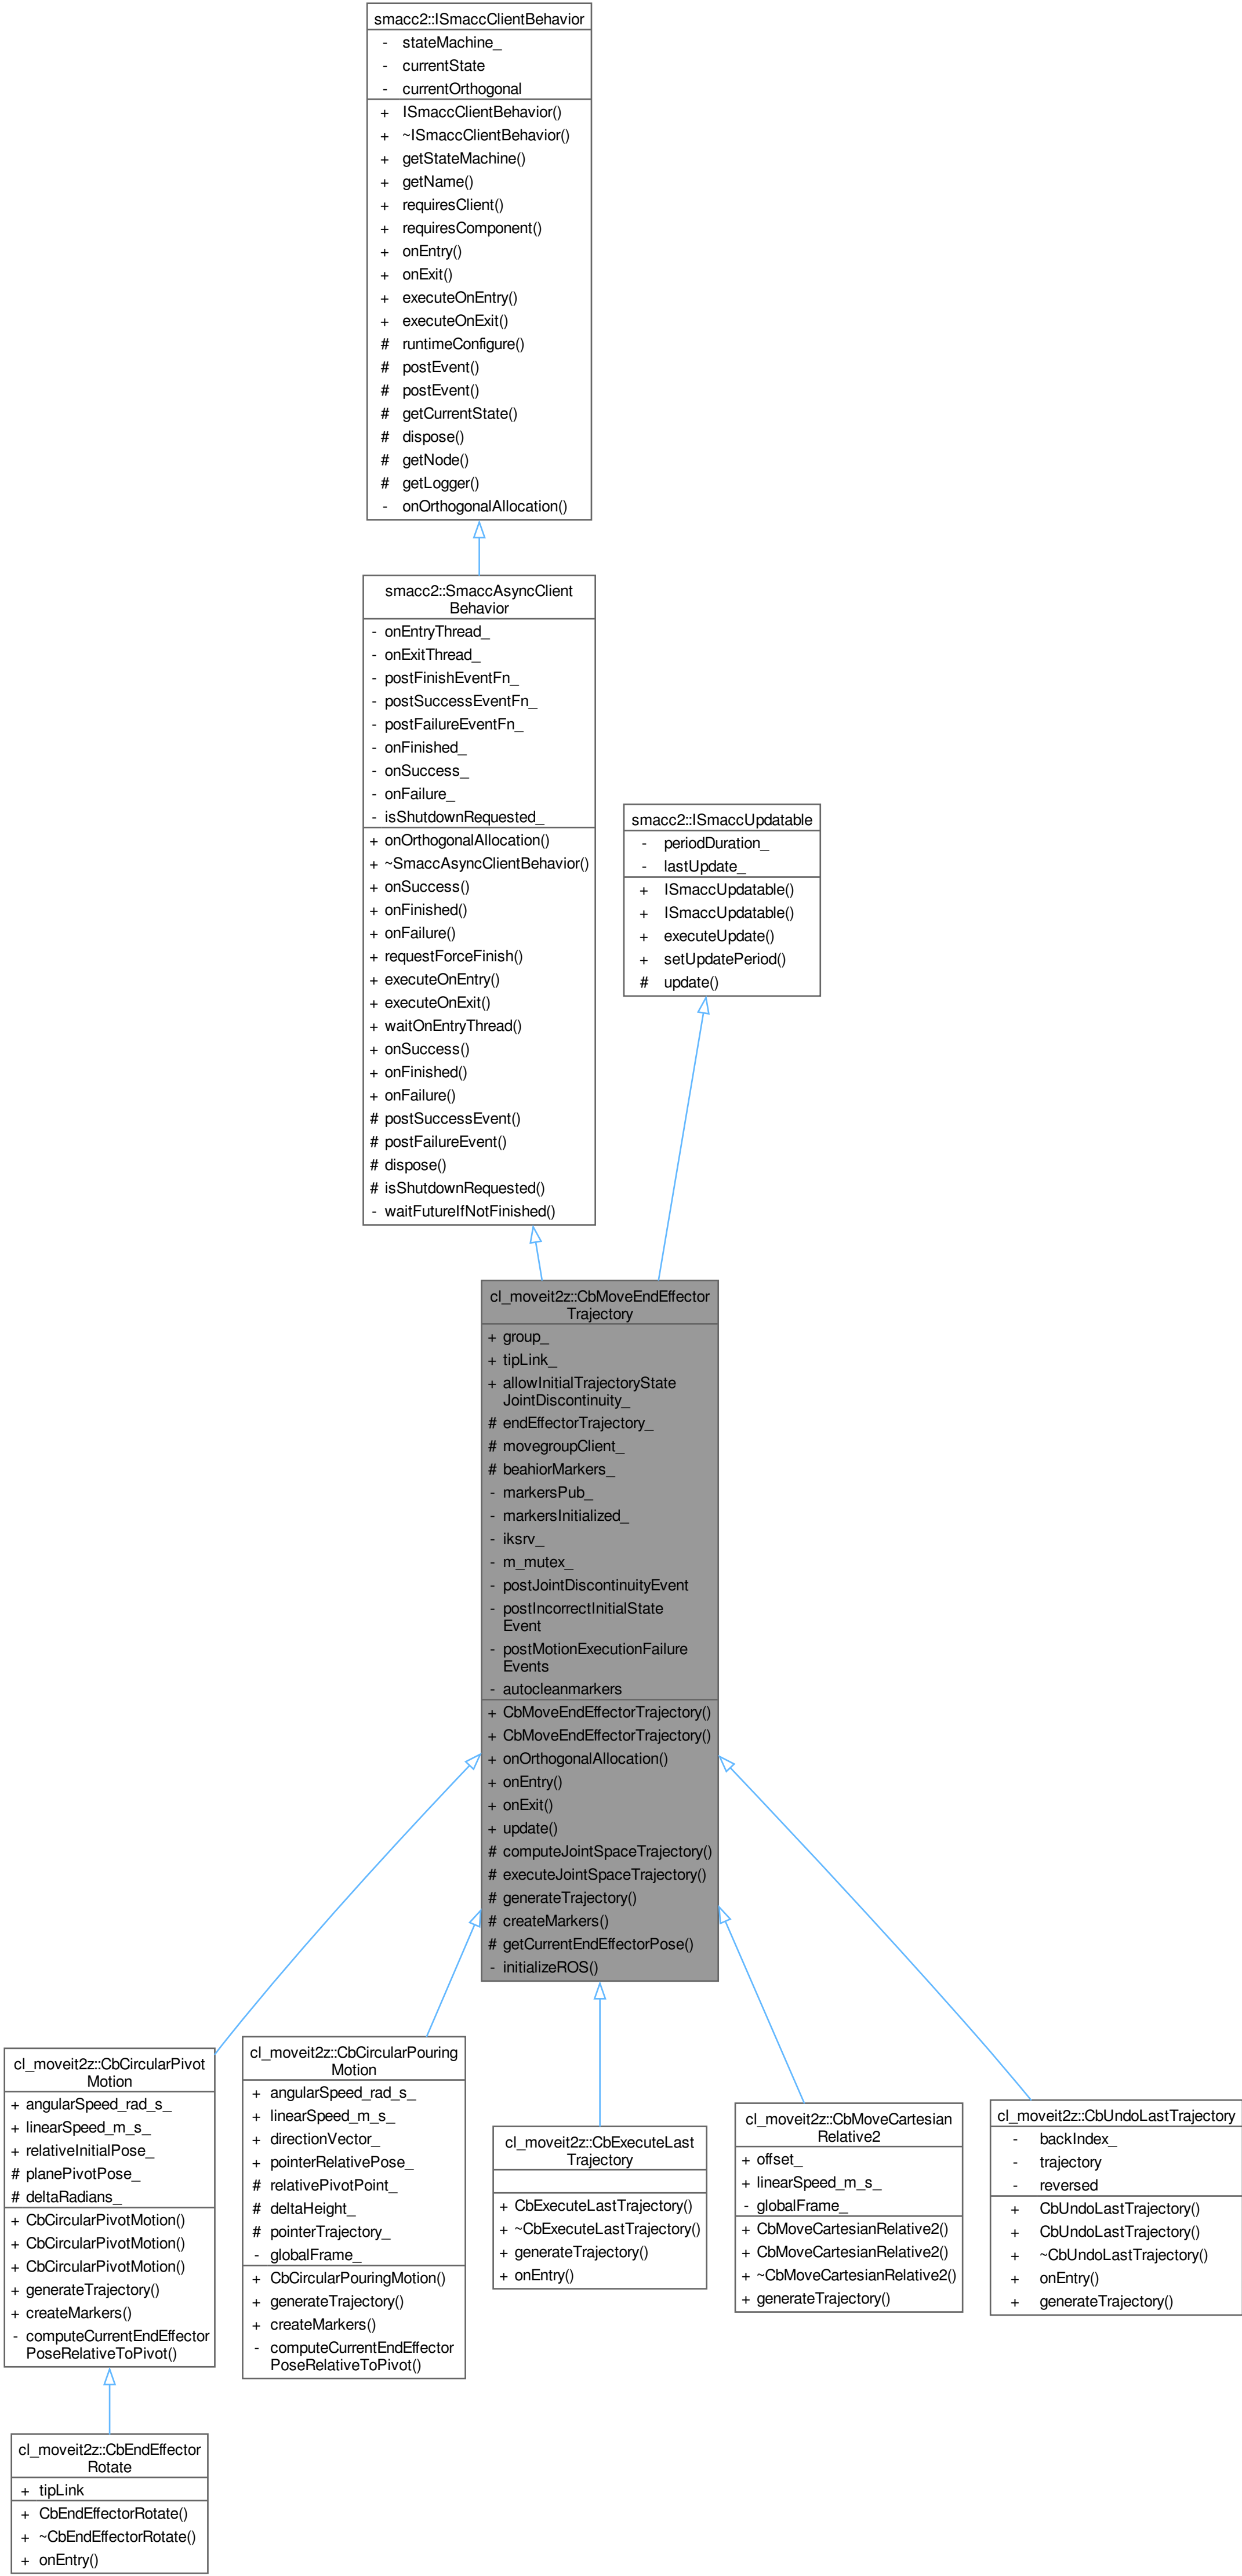 smacc2::ISmaccClientBehavior
- stateMachine_
- currentState
- currentOrthogonal
+ ISmaccClientBehavior()
+ ~ISmaccClientBehavior()
+ getStateMachine()
+ getName()
+ requiresClient()
+ requiresComponent()
+ onEntry()
+ onExit()
+ executeOnEntry()
+ executeOnExit()
# runtimeConfigure()
# postEvent()
# postEvent()
# getCurrentState()
# dispose()
# getNode()
# getLogger()
- onOrthogonalAllocation()
smacc2::SmaccAsyncClient
Behavior
- onEntryThread_
- onExitThread_
- postFinishEventFn_
- postSuccessEventFn_
- postFailureEventFn_
- onFinished_
- onSuccess_
- onFailure_
- isShutdownRequested_
+ onOrthogonalAllocation()
+ ~SmaccAsyncClientBehavior()
+ onSuccess()
+ onFinished()
+ onFailure()
+ requestForceFinish()
+ executeOnEntry()
+ executeOnExit()
+ waitOnEntryThread()
+ onSuccess()
+ onFinished()
+ onFailure()
# postSuccessEvent()
# postFailureEvent()
# dispose()
# isShutdownRequested()
- waitFutureIfNotFinished()
smacc2::ISmaccUpdatable
- periodDuration_
- lastUpdate_
+ ISmaccUpdatable()
+ ISmaccUpdatable()
+ executeUpdate()
+ setUpdatePeriod()
# update()
cl_moveit2z::CbMoveEndEffector
Trajectory
+ group_
+ tipLink_
+ allowInitialTrajectoryState
JointDiscontinuity_
# endEffectorTrajectory_
# movegroupClient_
# beahiorMarkers_
- markersPub_
- markersInitialized_
- iksrv_
- m_mutex_
- postJointDiscontinuityEvent
- postIncorrectInitialState
Event
- postMotionExecutionFailure
Events
- autocleanmarkers
+ CbMoveEndEffectorTrajectory()
+ CbMoveEndEffectorTrajectory()
+ onOrthogonalAllocation()
+ onEntry()
+ onExit()
+ update()
# computeJointSpaceTrajectory()
# executeJointSpaceTrajectory()
# generateTrajectory()
# createMarkers()
# getCurrentEndEffectorPose()
- initializeROS()
cl_moveit2z::CbCircularPivot
Motion
+ angularSpeed_rad_s_
+ linearSpeed_m_s_
+ relativeInitialPose_
# planePivotPose_
# deltaRadians_
+ CbCircularPivotMotion()
+ CbCircularPivotMotion()
+ CbCircularPivotMotion()
+ generateTrajectory()
+ createMarkers()
- computeCurrentEndEffector
PoseRelativeToPivot()
cl_moveit2z::CbCircularPouring
Motion
+ angularSpeed_rad_s_
+ linearSpeed_m_s_
+ directionVector_
+ pointerRelativePose_
# relativePivotPoint_
# deltaHeight_
# pointerTrajectory_
- globalFrame_
+ CbCircularPouringMotion()
+ generateTrajectory()
+ createMarkers()
- computeCurrentEndEffector
PoseRelativeToPivot()
cl_moveit2z::CbExecuteLast
Trajectory
+ CbExecuteLastTrajectory()
+ ~CbExecuteLastTrajectory()
+ generateTrajectory()
+ onEntry()
cl_moveit2z::CbMoveCartesian
Relative2
+ offset_
+ linearSpeed_m_s_
- globalFrame_
+ CbMoveCartesianRelative2()
+ CbMoveCartesianRelative2()
+ ~CbMoveCartesianRelative2()
+ generateTrajectory()
cl_moveit2z::CbUndoLastTrajectory
- backIndex_
- trajectory
- reversed
+ CbUndoLastTrajectory()
+ CbUndoLastTrajectory()
+ ~CbUndoLastTrajectory()
+ onEntry()
+ generateTrajectory()
cl_moveit2z::CbEndEffector
Rotate
+ tipLink
+ CbEndEffectorRotate()
+ ~CbEndEffectorRotate()
+ onEntry()